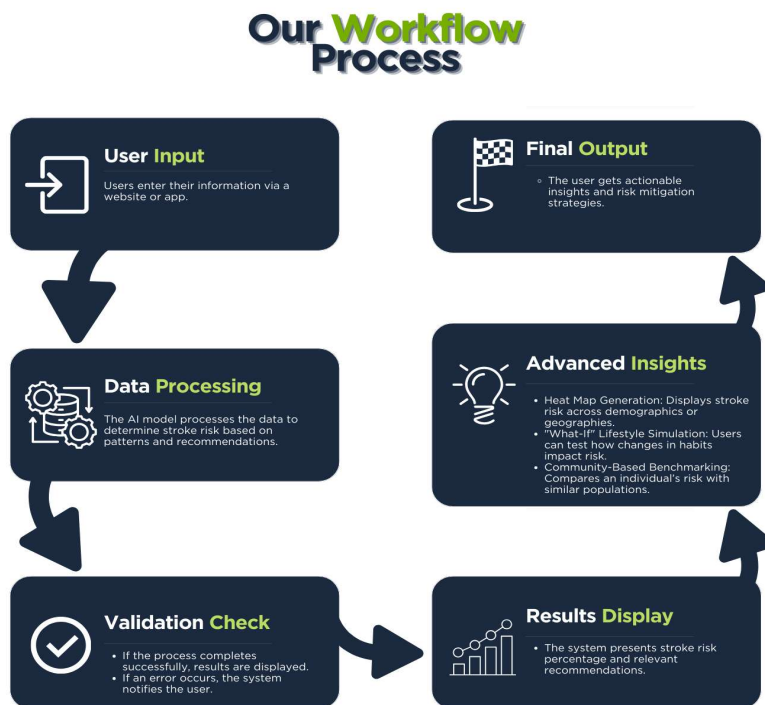 Our Workflow
Process
User Input
Users enter their information via a
website or app.
Data Processing
The AI model processes the data to
determine stroke risk based on
patterns and recommendations.
Validation Check
• If the process completes
successfully, results are displayed.
• If an error occurs, the system
notifies the user.
Results Display
• The system presents stroke risk
percentage and relevant
recommendations.
Advanced Insights
• Heat Map Generation: Displays stroke
risk across demographics or
geographies.
• "What-If" Lifestyle Simulation: Users
can test how changes in habits
impact risk.
• Community-Based Benchmarking:
Compares an individual's risk with
similar populations.
Final Output
◦ The user gets actionable
insights and risk mitigation
strategies.